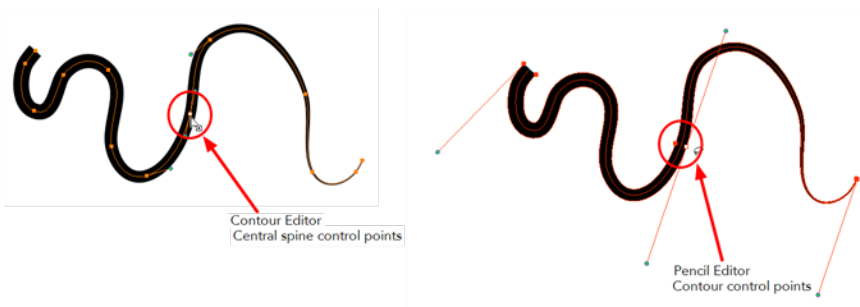 Contour Editor
Central spine control points
Pencil Editor
Contour control points